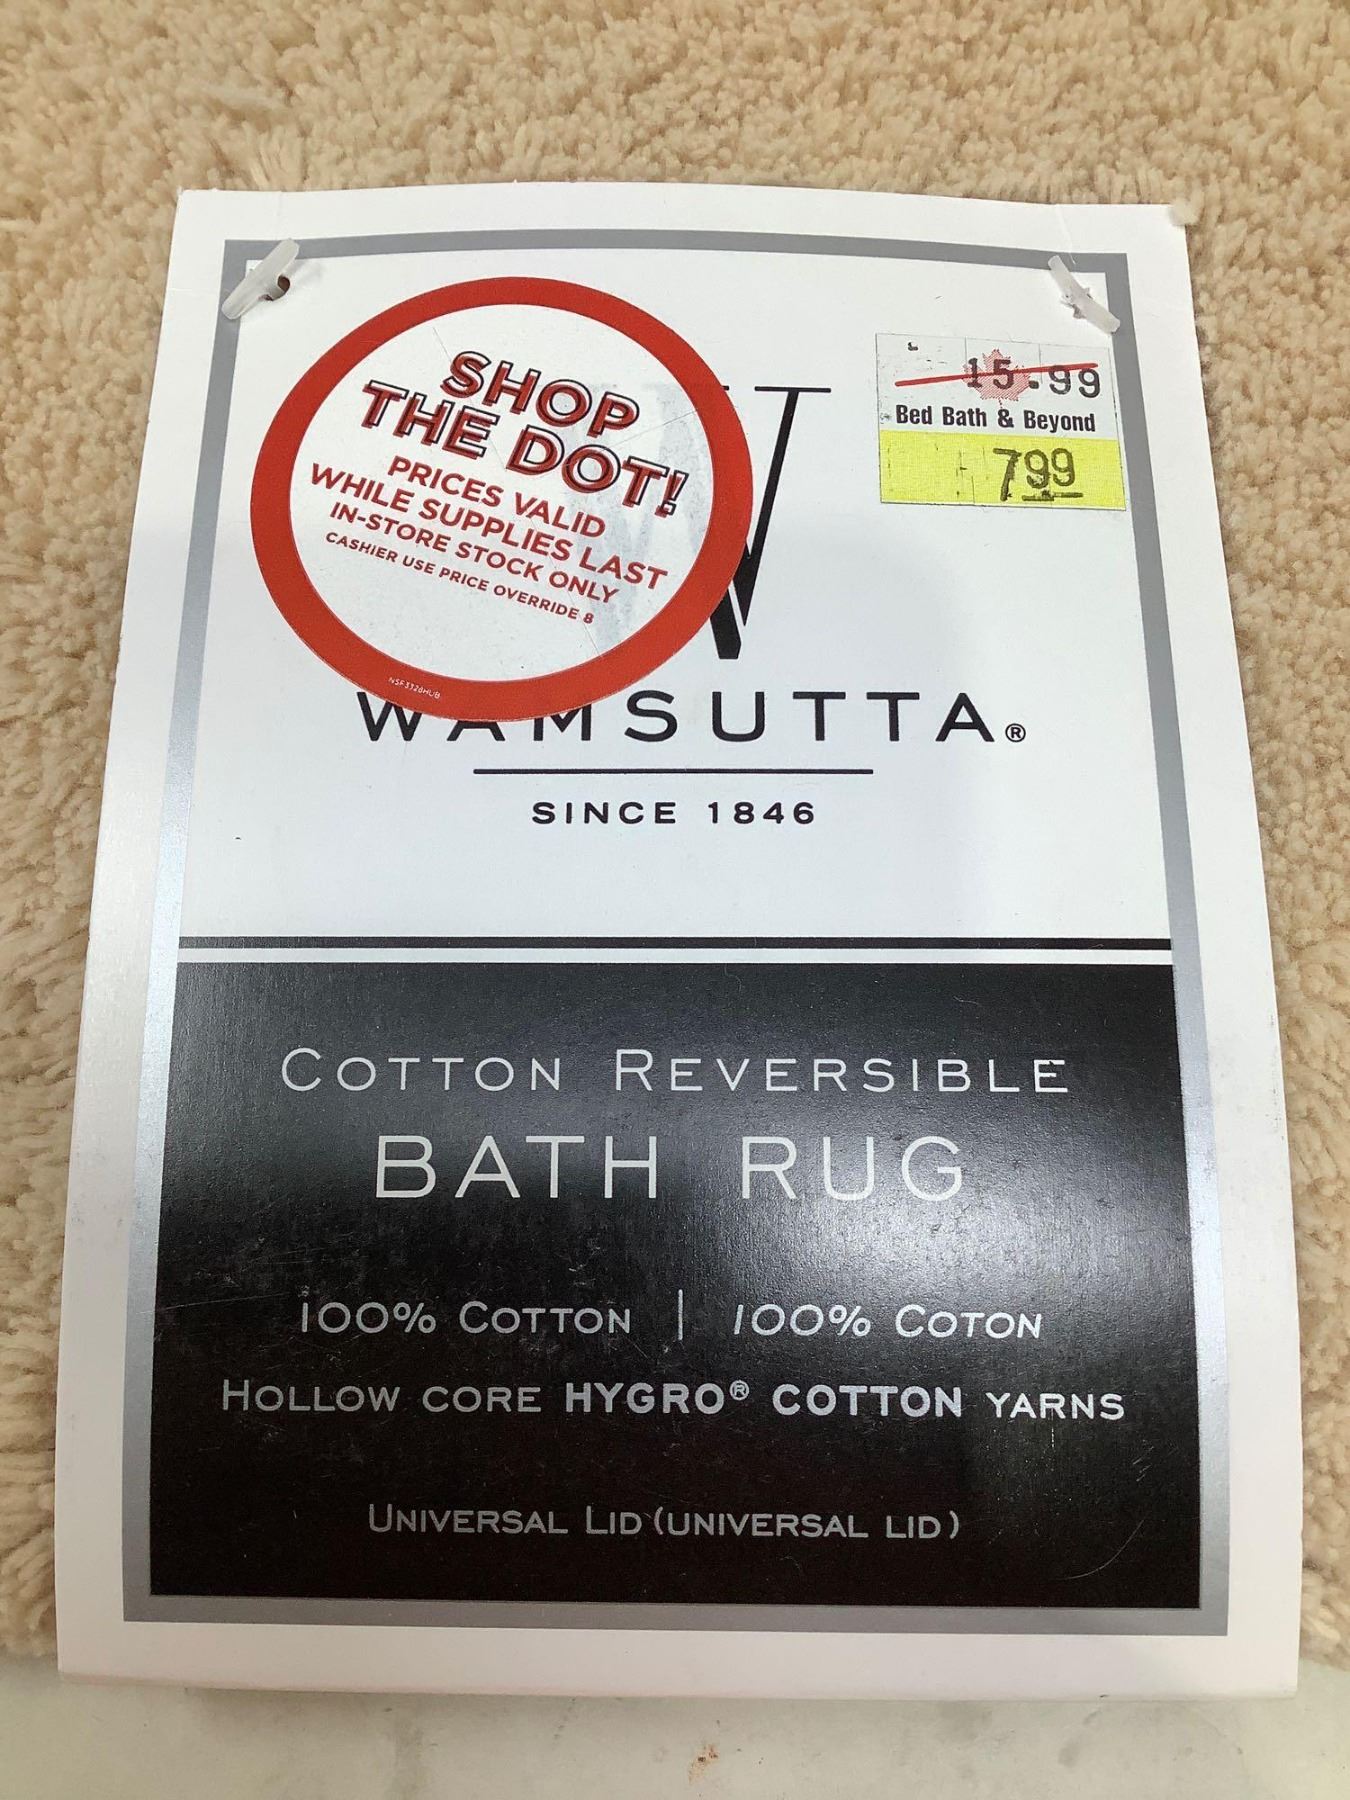 SHOP
THE DOT!
PRICES VALID
WHILE SUPPLIES LAST
IN-STORE STOCK ONLY
CASHIER USE PRICE OVERRIDE 8
15.99
Bed Bath & Beyond
7.99
W
WAMSUTTA®
SINCE 1846
COTTON REVERSIBLE
BATH RUG
100% COTTON | 100% COTON
HOLLOW CORE HYGRO® COTTON YARNS
UNIVERSAL LID (UNIVERSAL LID)